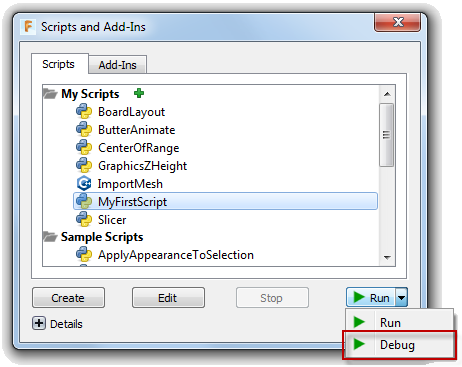 F Scripts and Add-Ins
Scripts Add-Ins
My Scripts
BoardLayout
ButterAnimate
CenterOfRange
GraphicsZHeight
C++ ImportMesh
MyFirstScript
Slicer
Sample Scripts
ApplyAppearanceToSelection
Create Edit Stop Run
Details
Run
Debug